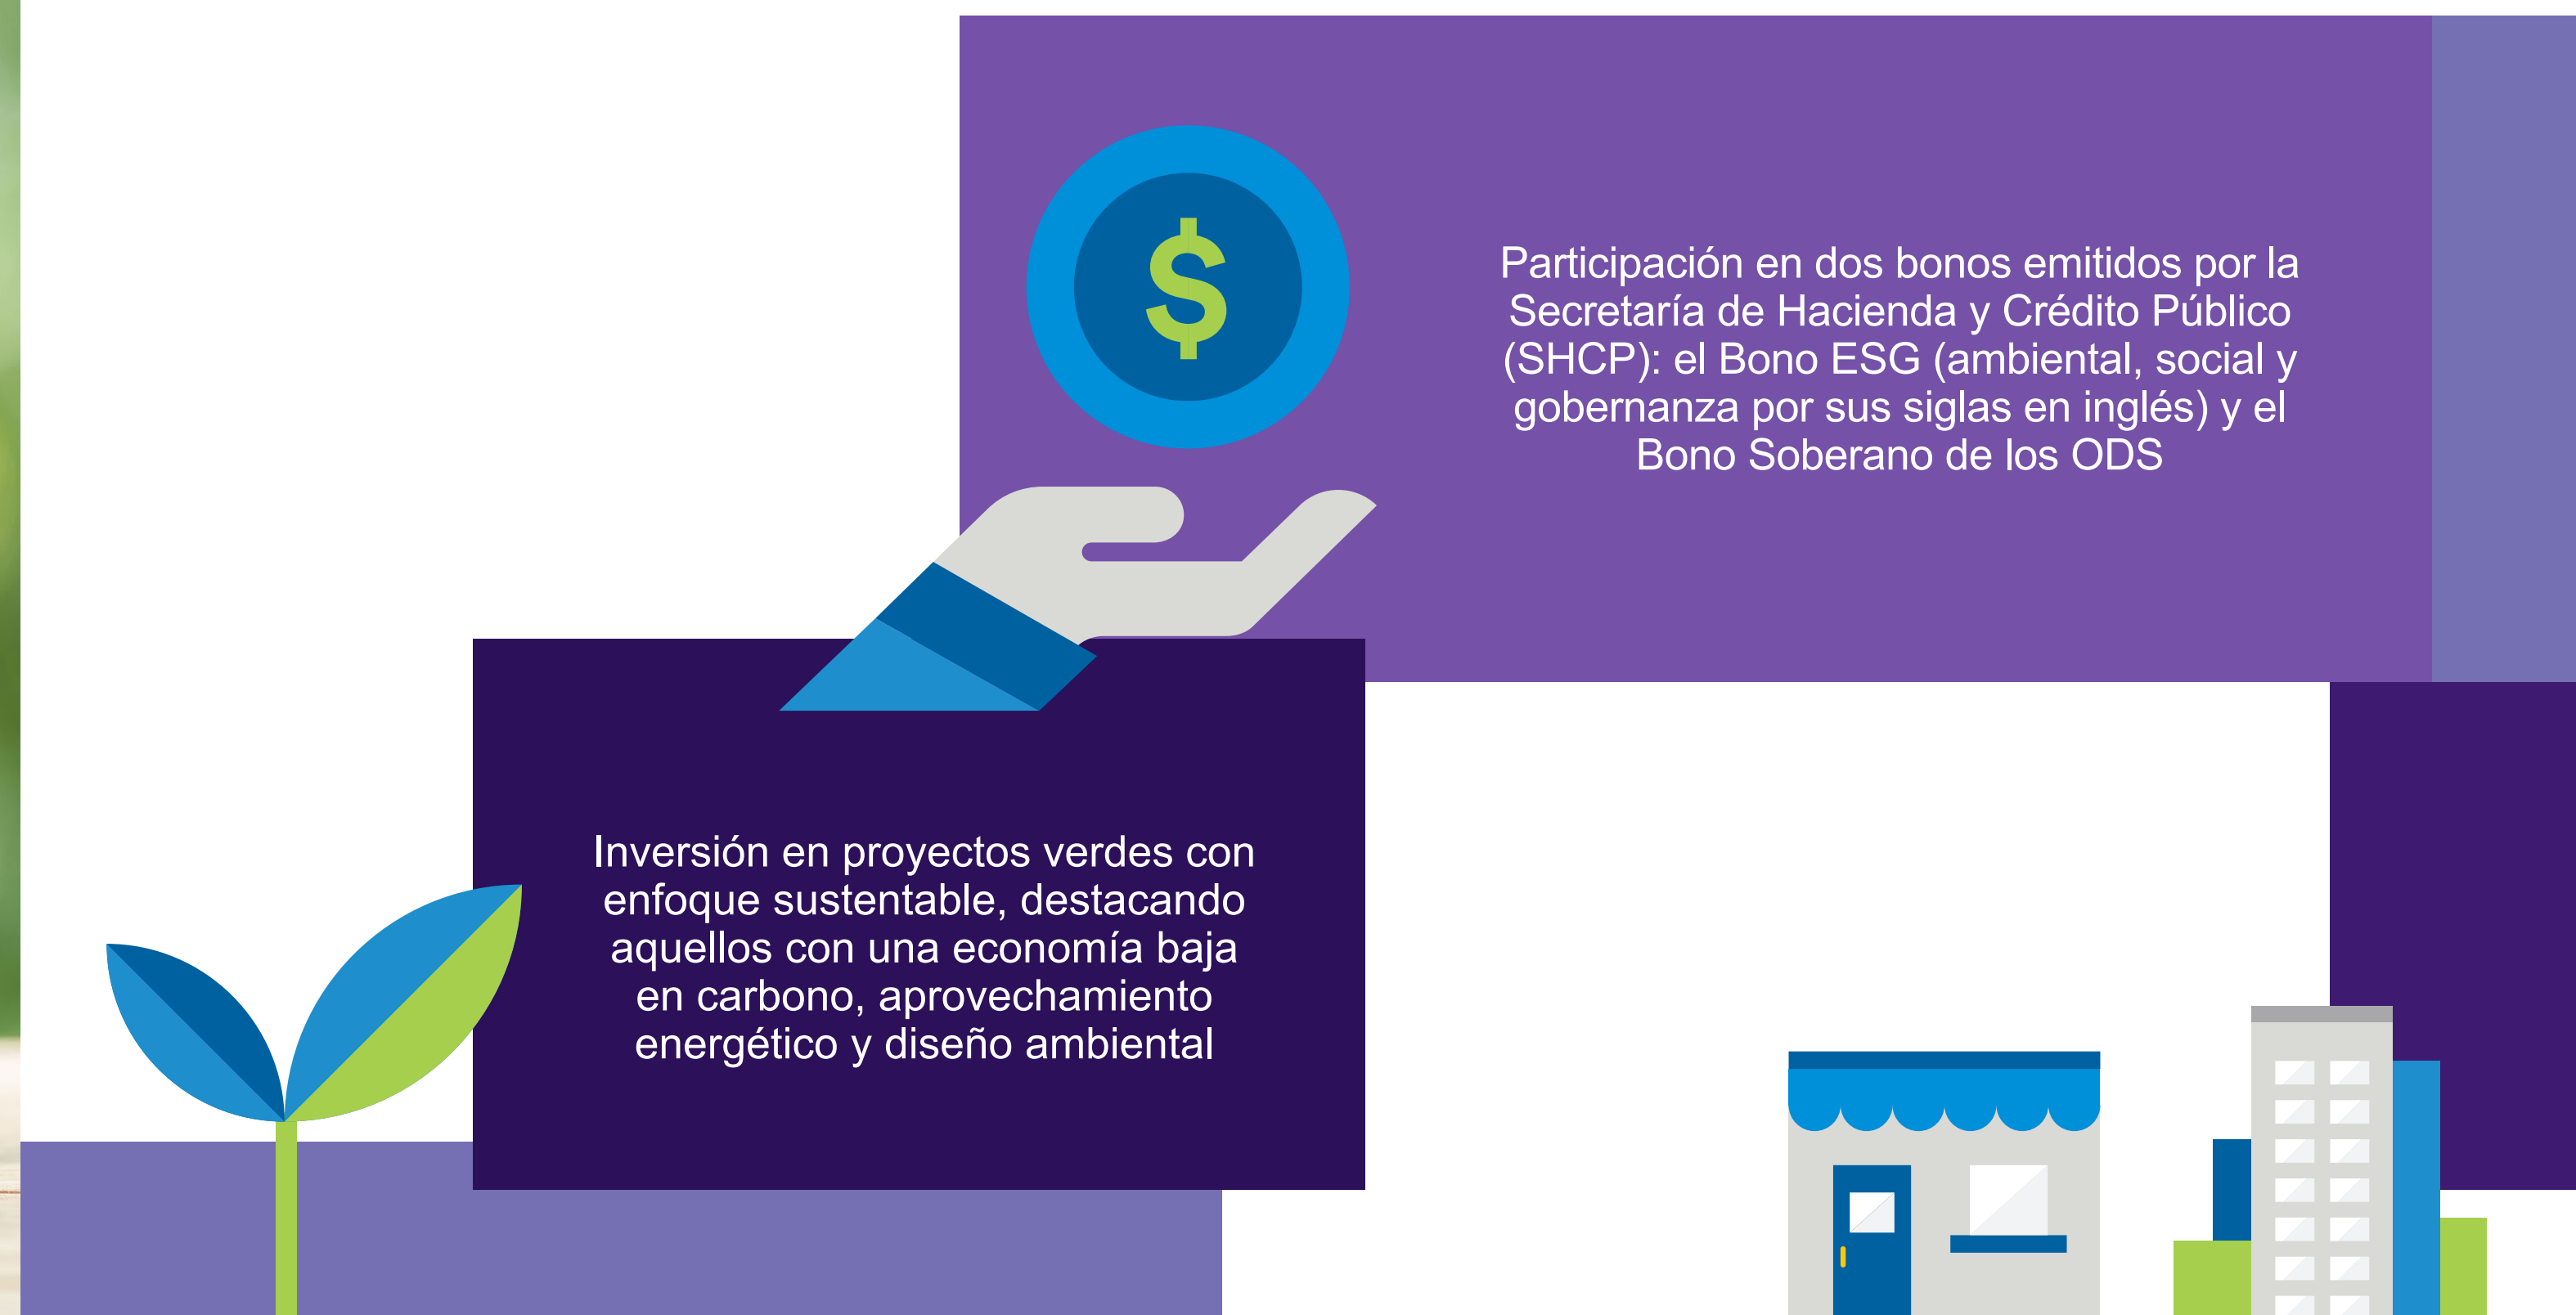 $
Participación en dos bonos emitidos por la
Secretaría de Hacienda y Crédito Público
(SHCP): el Bono ESG (ambiental, social y
gobernanza por sus siglas en inglés) y el
Bono Soberano de los ODS
Inversión en proyectos verdes con
enfoque sustentable, destacando
aquellos con una economía baja
en carbono, aprovechamiento
energético y diseño ambiental